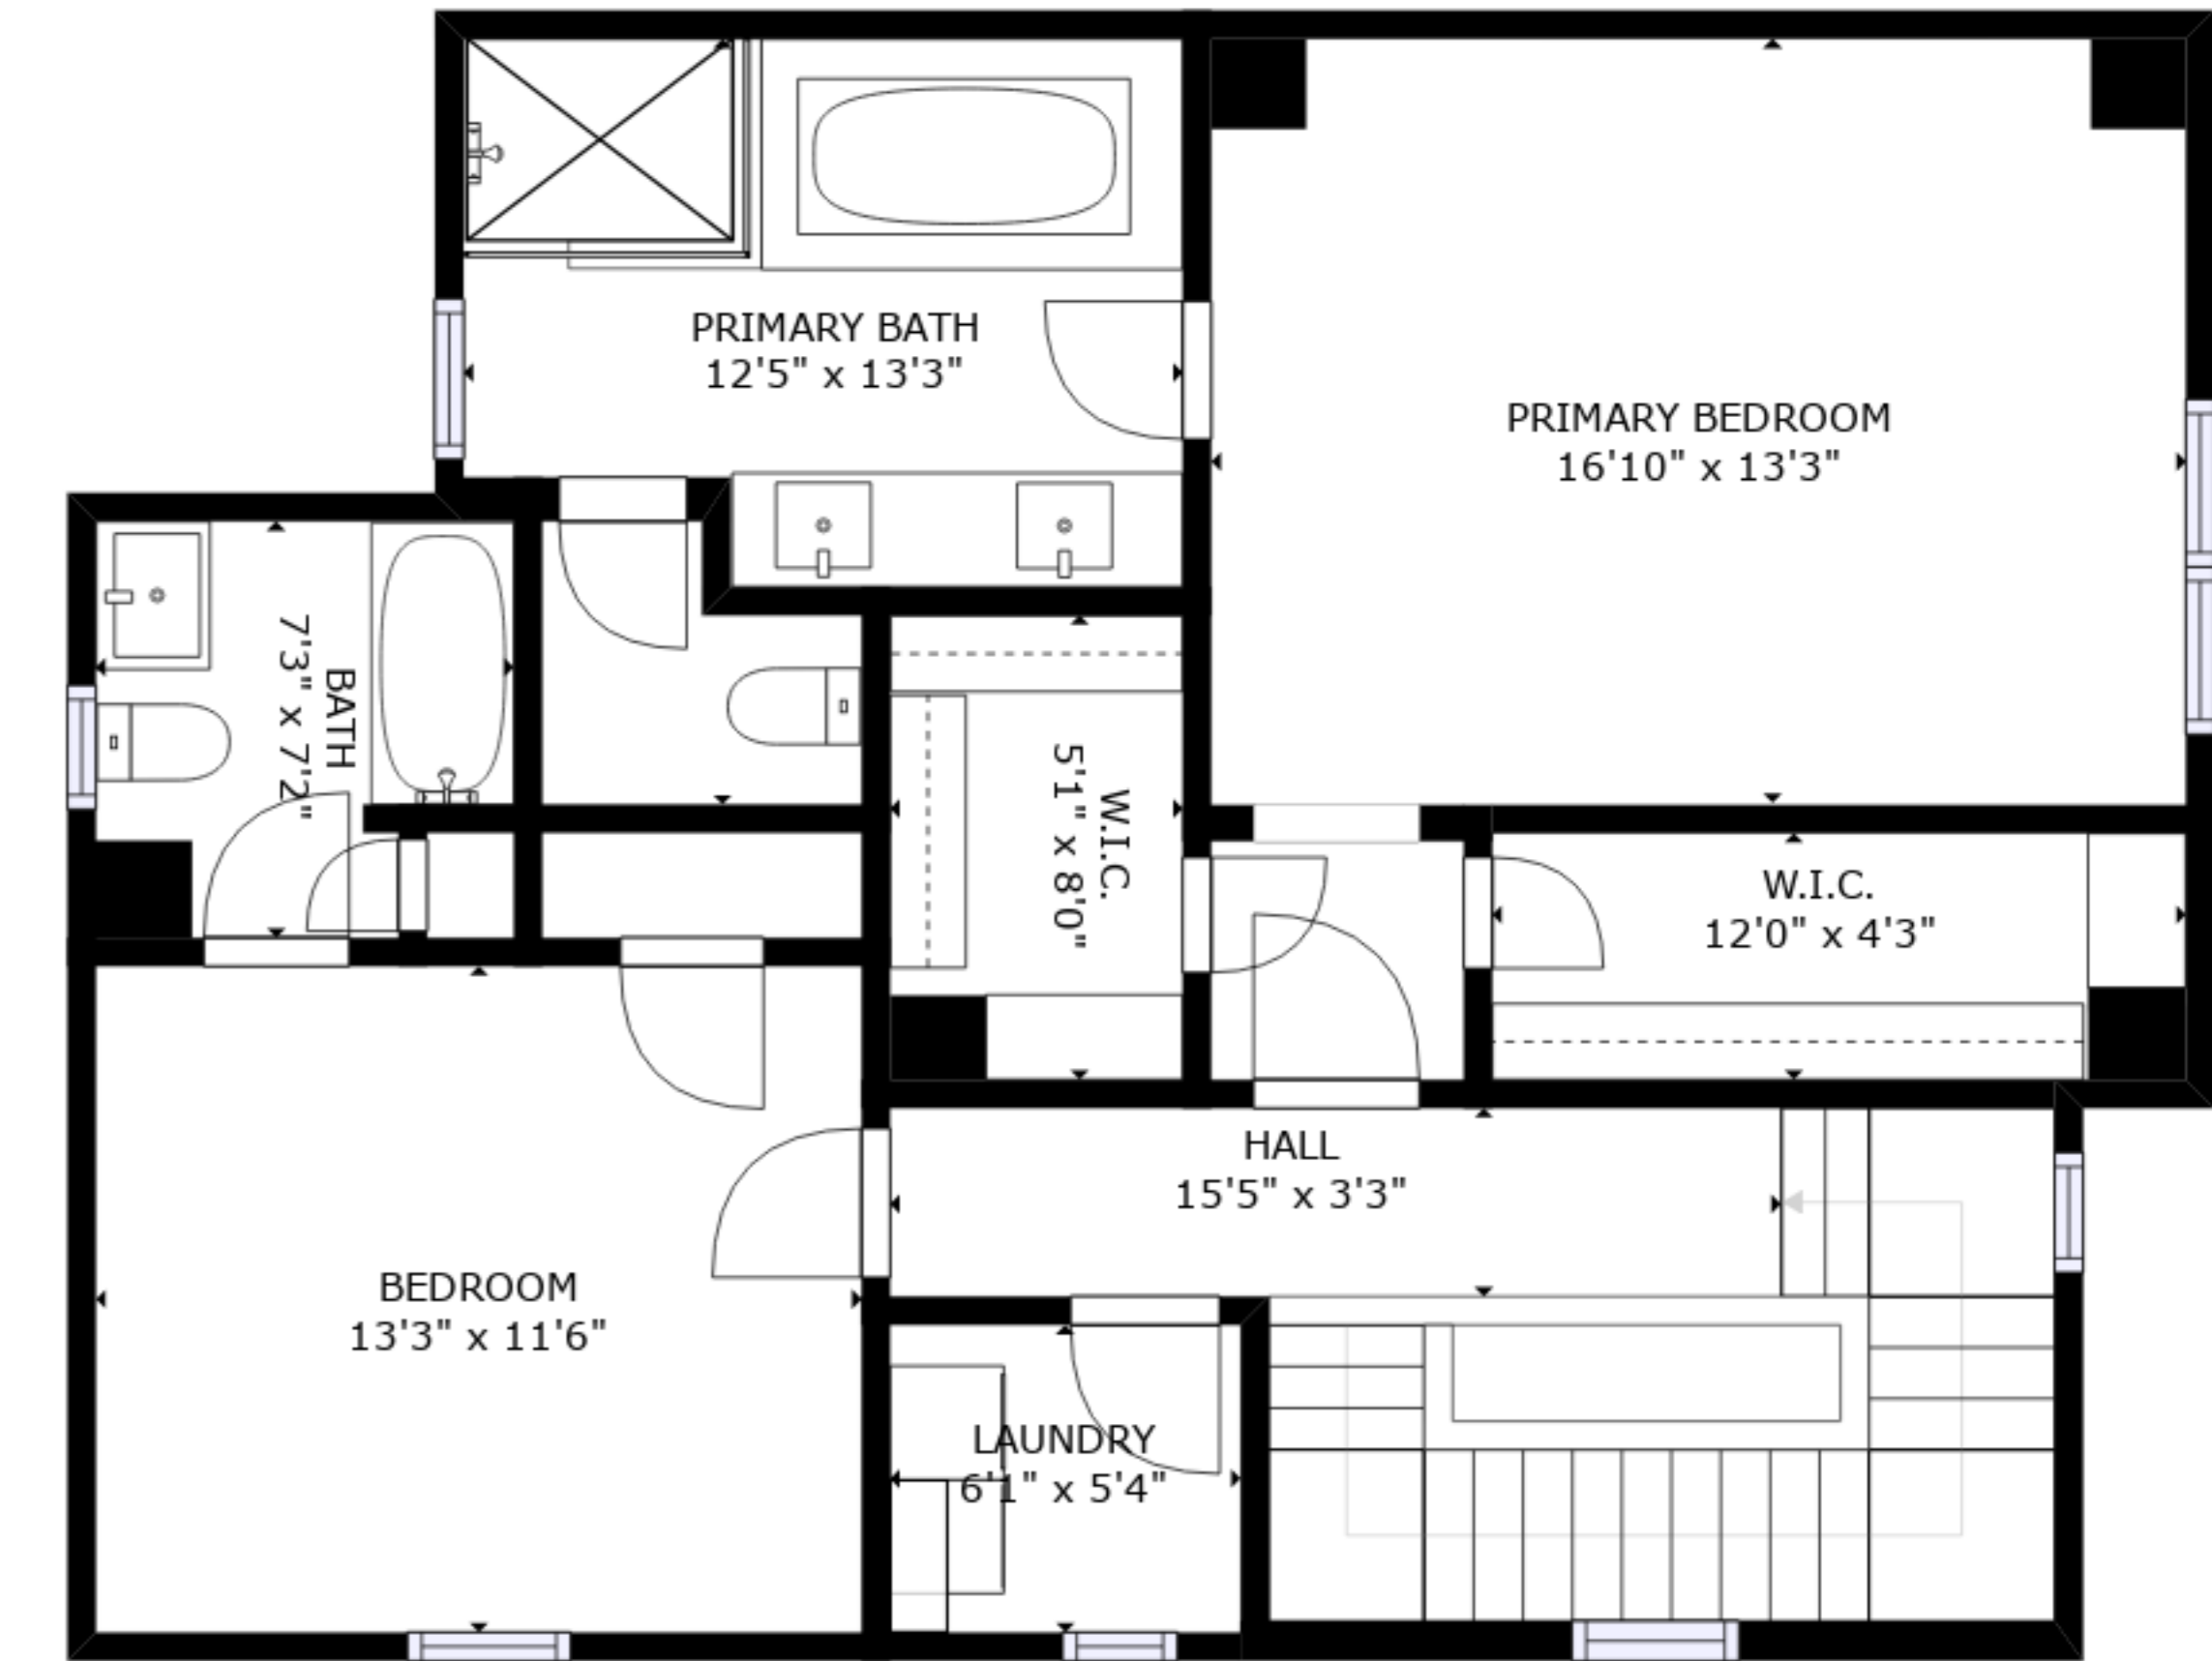 PRIMARY BATH
12'5" x 13'3"
PRIMARY BEDROOM
16'10" x 13'3"
BATH
7'3" x 7'2"
W.I.C.
5'1" x 8'0"
W.I.C.
12'0" x 4'3"
HALL
15'5" x 3'3"
BEDROOM
13'3" x 11'6"
LAUNDRY
6'1" x 5'4"